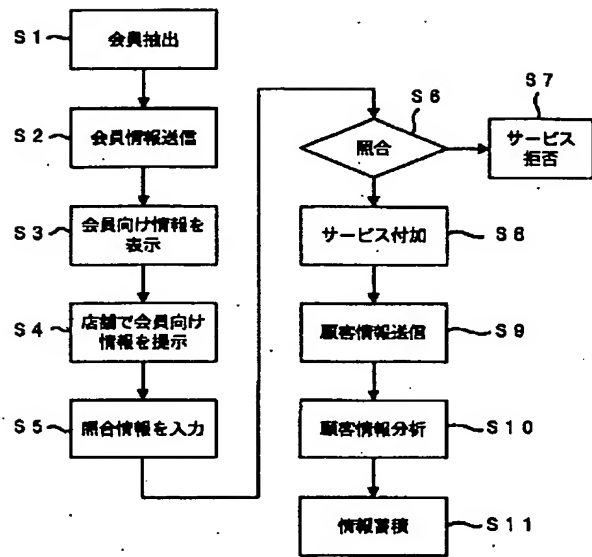 S1
会員抽出
S2
会員情報送信
S3
会員向け情報を
表示
S4
店舗で会員向け
情報を提示
S5
照合情報を入力
S6
照合
S7
サービス
拒否
S8
サービス付加
S9
顧客情報送信
S10
顧客情報分析
S11
情報蓄積